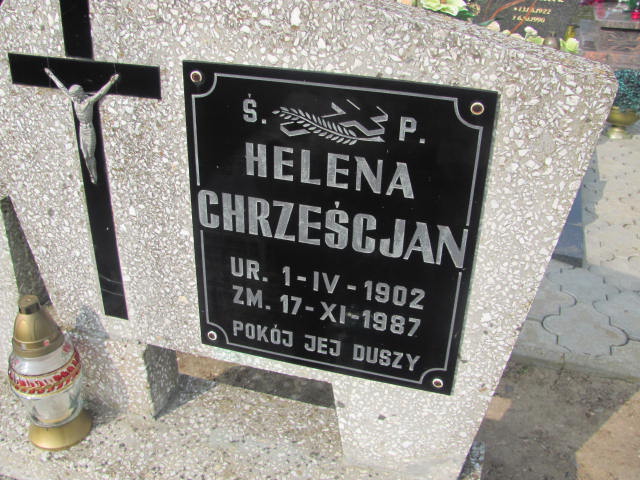 Ś. P.
HELENA
CHRZEŚCJAN
UR. 1-IV-1902
ZM. 17-XI-1987
POKÓJ JEJ DUSZY